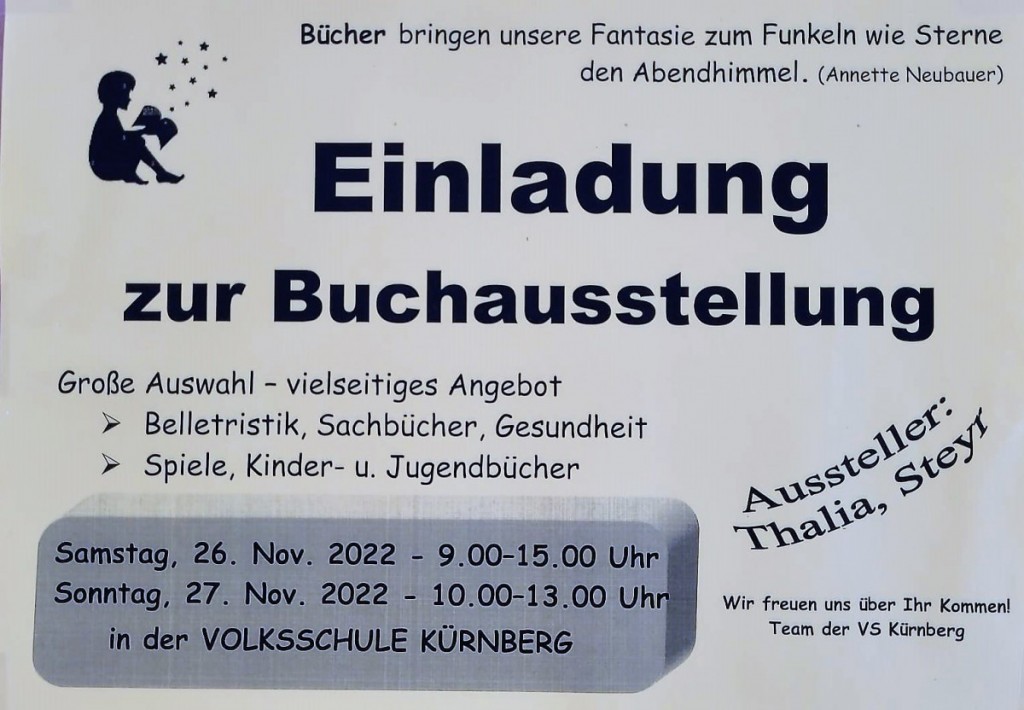 Bücher bringen unsere Fantasie zum Funkeln wie Sterne
den Abendhimmel. (Annette Neubauer)
Einladung
zur Buchausstellung
Große Auswahl – vielseitiges Angebot
➢ Belletristik, Sachbücher, Gesundheit
➢ Spiele, Kinder- u. Jugendbücher
Aussteller:
Thalia, Steyr
Samstag, 26. Nov. 2022 - 9.00–15.00 Uhr
Sonntag, 27. Nov. 2022 - 10.00–13.00 Uhr
in der VOLKSSCHULE KÜRNBERG
Wir freuen uns über Ihr Kommen!
Team der VS Kürnberg